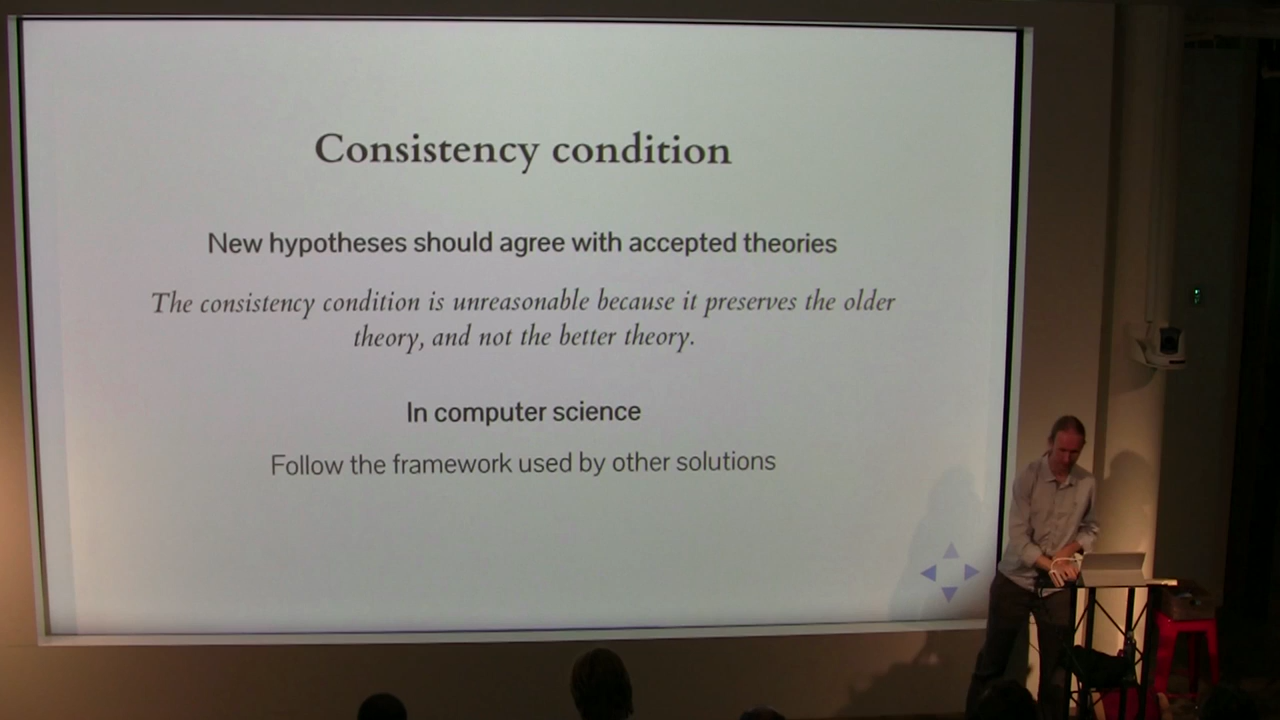 Consistency condition
New hypotheses should agree with accepted theories
The consistency condition is unreasonable because it preserves the older
theory, and not the better theory.
In computer science
Follow the framework used by other solutions